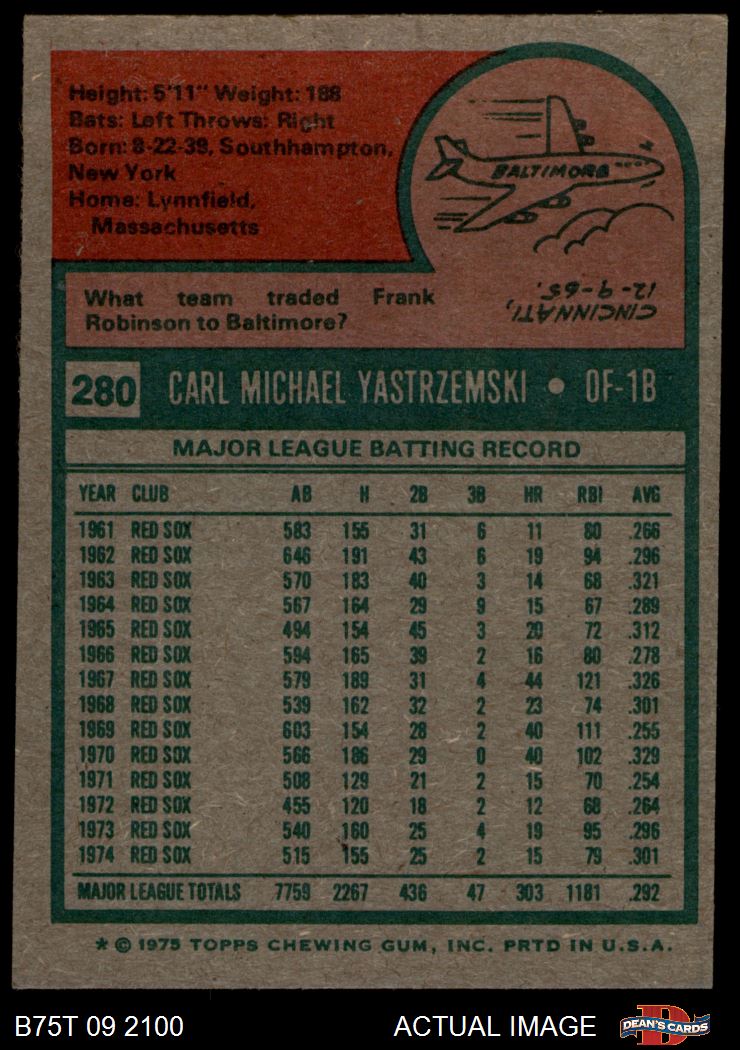 Height: 5'11" Weight: 188
Bats: Left Throws: Right
Born: 8-22-39, Southhampton,
New York
Home: Lynnfield,
Massachusetts
BALTIMORE
What team traded Frank
Robinson to Baltimore?
CINCINNATI,
12-9-65.
280 CARL MICHAEL YASTRZEMSKI • OF-1B
MAJOR LEAGUE BATTING RECORD
YEAR CLUB AB H 2B 3B HR RBI AVG
1961 RED SOX 583 155 31 6 11 80 .266
1962 RED SOX 646 191 43 6 19 94 .296
1963 RED SOX 570 183 40 3 14 68 .321
1964 RED SOX 567 164 29 9 15 67 .289
1965 RED SOX 494 154 45 3 20 72 .312
1966 RED SOX 594 165 39 2 16 80 .278
1967 RED SOX 579 189 31 4 44 121 .326
1968 RED SOX 539 162 32 2 23 74 .301
1969 RED SOX 603 154 28 2 40 111 .255
1970 RED SOX 566 186 29 0 40 102 .329
1971 RED SOX 508 129 21 2 15 70 .254
1972 RED SOX 455 120 18 2 12 68 .264
1973 RED SOX 540 160 25 4 19 95 .296
1974 RED SOX 515 155 25 2 15 79 .301
MAJOR LEAGUE TOTALS 7759 2267 436 47 303 1181 .292
* © 1975 TOPPS CHEWING GUM, INC. PRTD IN U.S.A.
B75T 09 2100 ACTUAL IMAGE
D
DEAN'S CARDS